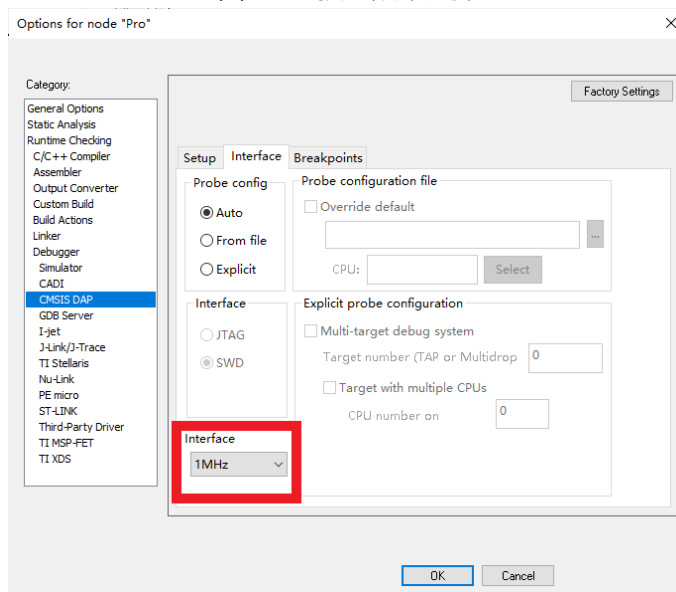 Options for node "Pro"
Category:
Factory Settings
General Options
Static Analysis
Runtime Checking
C/C++ Compiler
Assembler
Output Converter
Custom Build
Build Actions
Linker
Debugger
Simulator
CADI
CMSIS DAP
GDB Server
I-jet
J-Link/J-Trace
TI Stellaris
Nu-Link
PE micro
ST-LINK
Third-Party Driver
TI MSP-FET
TI XDS
Setup Interface Breakpoints
Probe config
Auto
From file
Explicit
Probe configuration file
Override default
...
CPU:
Select
Interface
JTAG
SWD
Explicit probe configuration
Multi-target debug system
Target number (TAP or Multidrop 0
Target with multiple CPUs
CPU number on 0
Interface
1MHz
OK Cancel